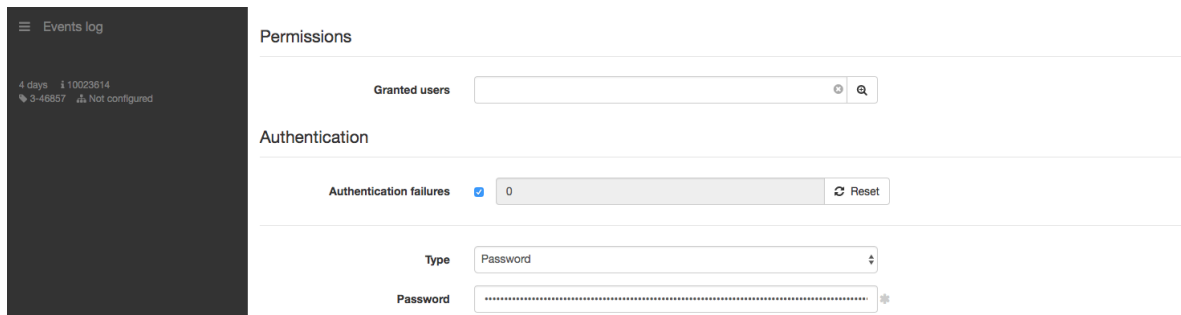 Events log
4 days 10023614
3-46857 Not configured
Permissions
Granted users
Authentication
Authentication failures 0 Reset
Type Password
Password